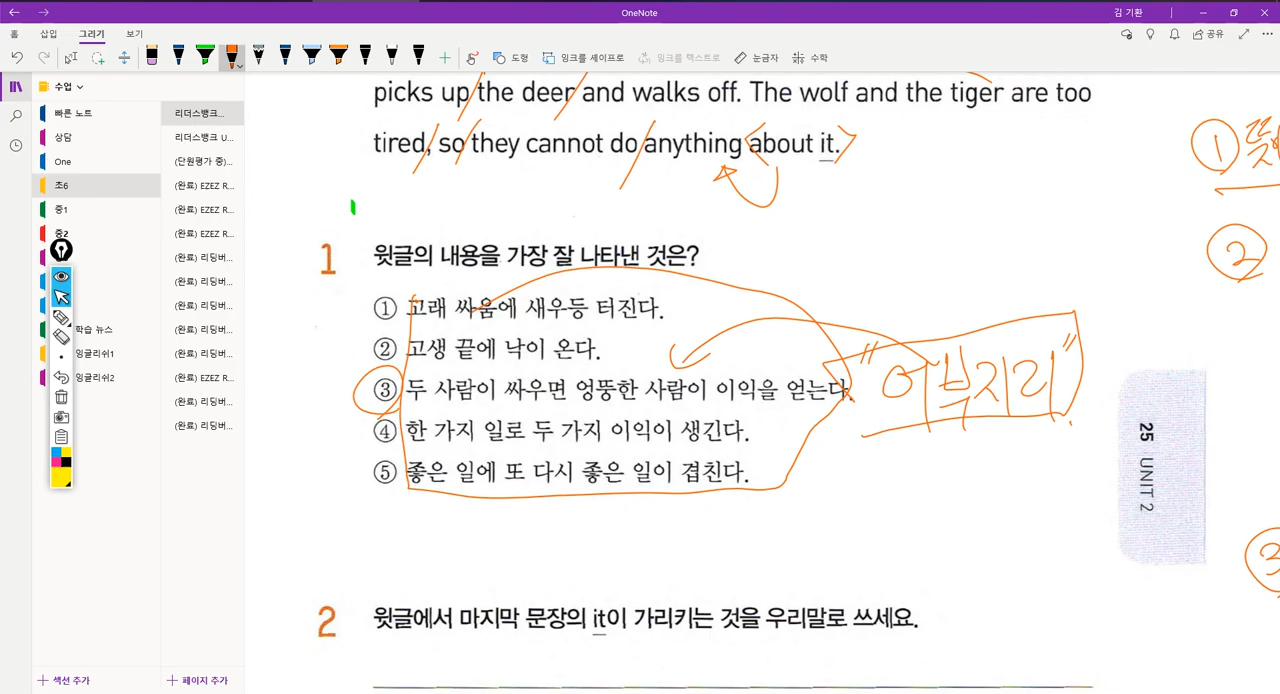 OneNote
김 기환
홈 삽입 그리기 보기
공유
도형 잉크를 셰이프로 잉크를 텍스트로 눈금자 수학
수업
빠른 노트
상담
One
초6
중1
중2
학습 뉴스
잉글리쉬1
잉글리쉬2
리더스뱅크...
리더스뱅크 U...
(단원평가 중)...
(완료) EZEZ R...
(완료) EZEZ R...
(완료) EZEZ R...
(완료) 리딩버...
(완료) 리딩버...
(완료) 리딩버...
(완료) 리딩버...
(완료) 리딩버...
(완료) EZEZ R...
(완료) 리딩버...
(완료) 리딩버...
색션 추가
페이지 추가
picks up the deer and walks off. The wolf and the tiger are too
tired, so they cannot do anything about it.
1 윗글의 내용을 가장 잘 나타낸 것은?
① 고래 싸움에 새우등 터진다.
② 고생 끝에 낙이 온다.
③ 두 사람이 싸우면 엉뚱한 사람이 이익을 얻는다.
④ 한 가지 일로 두 가지 이익이 생긴다.
⑤ 좋은 일에 또 다시 좋은 일이 겹친다.
"어부지리"
25 UNIT 2
①
②
③
2 윗글에서 마지막 문장의 it이 가리키는 것을 우리말로 쓰세요.